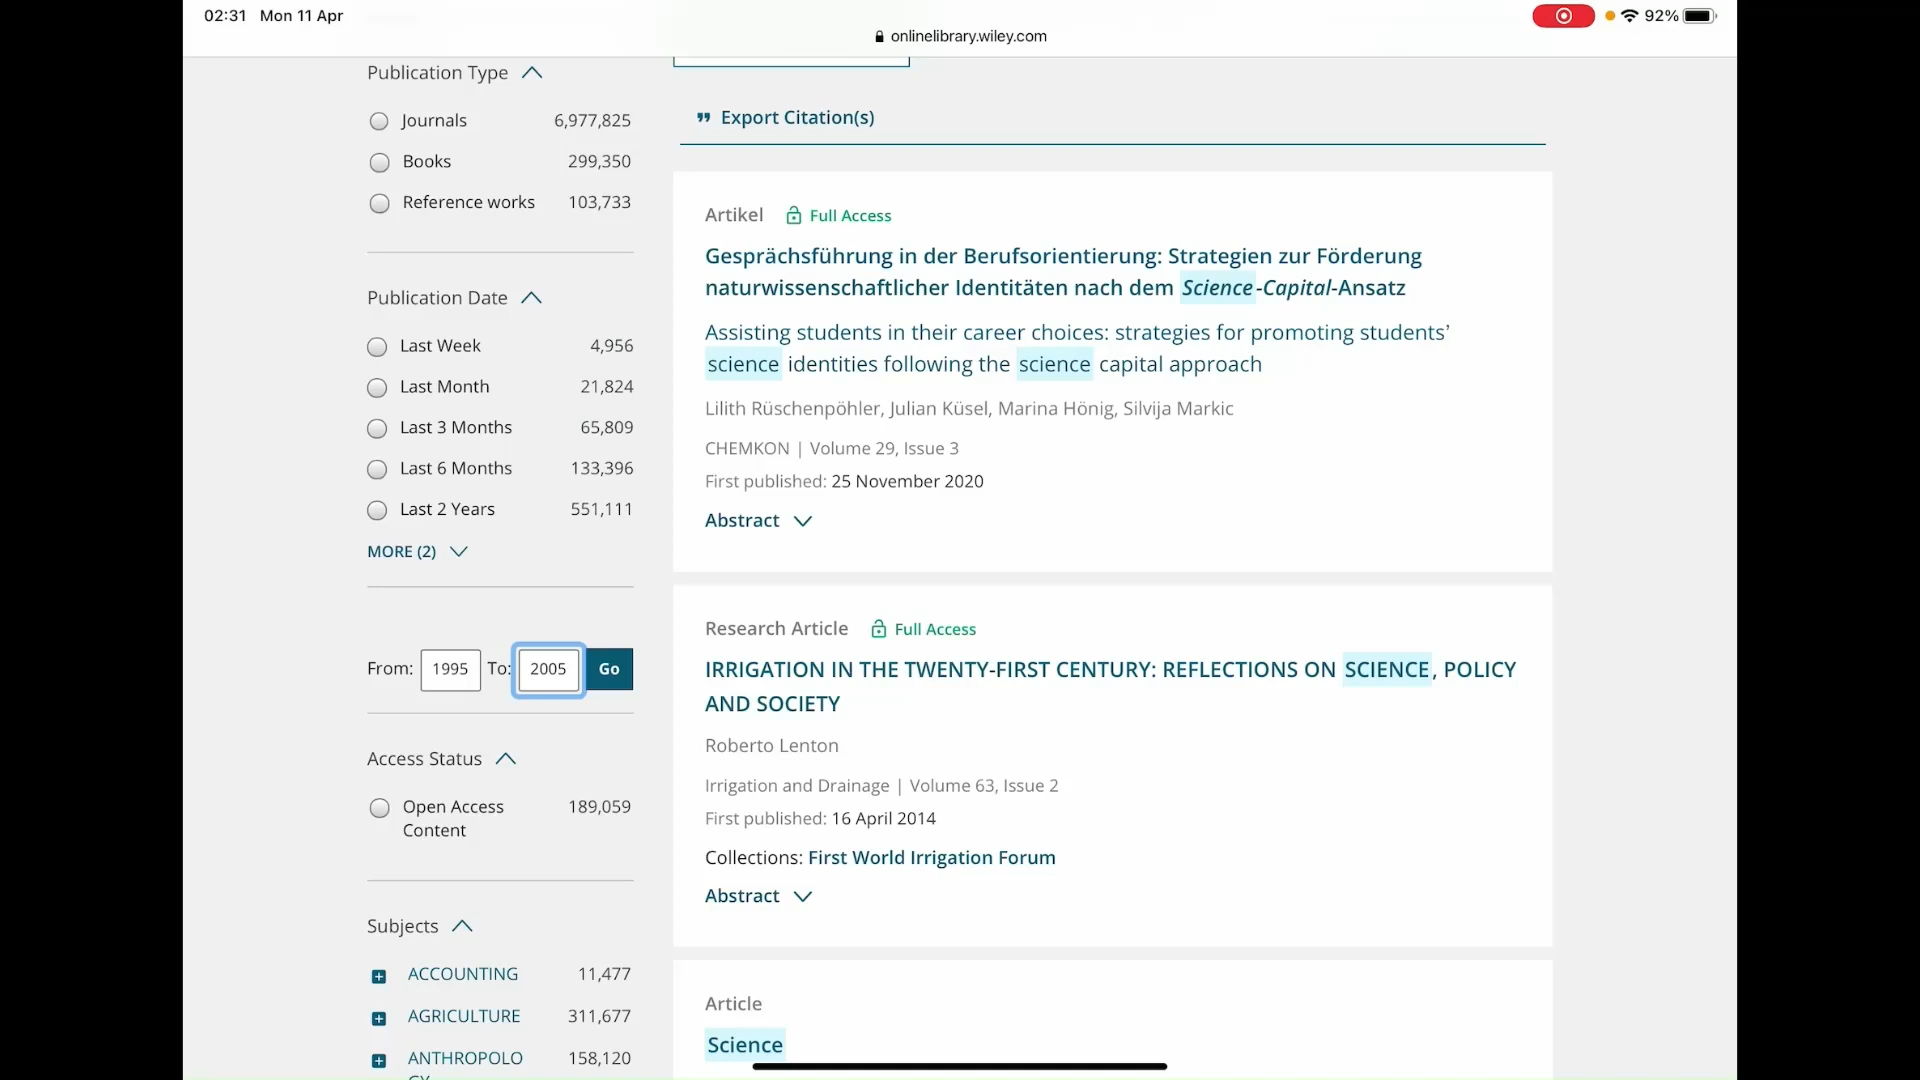 02:31 Mon 11 Apr
92%
onlinelibrary.wiley.com
Publication Type
Journals 6,977,825
Books 299,350
Reference works 103,733
Publication Date
Last Week 4,956
Last Month 21,824
Last 3 Months 65,809
Last 6 Months 133,396
Last 2 Years 551,111
MORE (2)
From: 1995 To: 2005 Go
Access Status
Open Access 189,059
Content
Subjects
ACCOUNTING 11,477
AGRICULTURE 311,677
ANTHROPOLO 158,120
GY
Export Citation(s)
Artikel Full Access
Gesprächsführung in der Berufsorientierung: Strategien zur Förderung
naturwissenschaftlicher Identitäten nach dem Science-Capital-Ansatz
Assisting students in their career choices: strategies for promoting students’
science identities following the science capital approach
Lilith Rüschenpöhler, Julian Küsel, Marina Hönig, Silvija Markic
CHEMKON | Volume 29, Issue 3
First published: 25 November 2020
Abstract
Research Article Full Access
IRRIGATION IN THE TWENTY-FIRST CENTURY: REFLECTIONS ON SCIENCE, POLICY
AND SOCIETY
Roberto Lenton
Irrigation and Drainage | Volume 63, Issue 2
First published: 16 April 2014
Collections: First World Irrigation Forum
Abstract
Article
Science